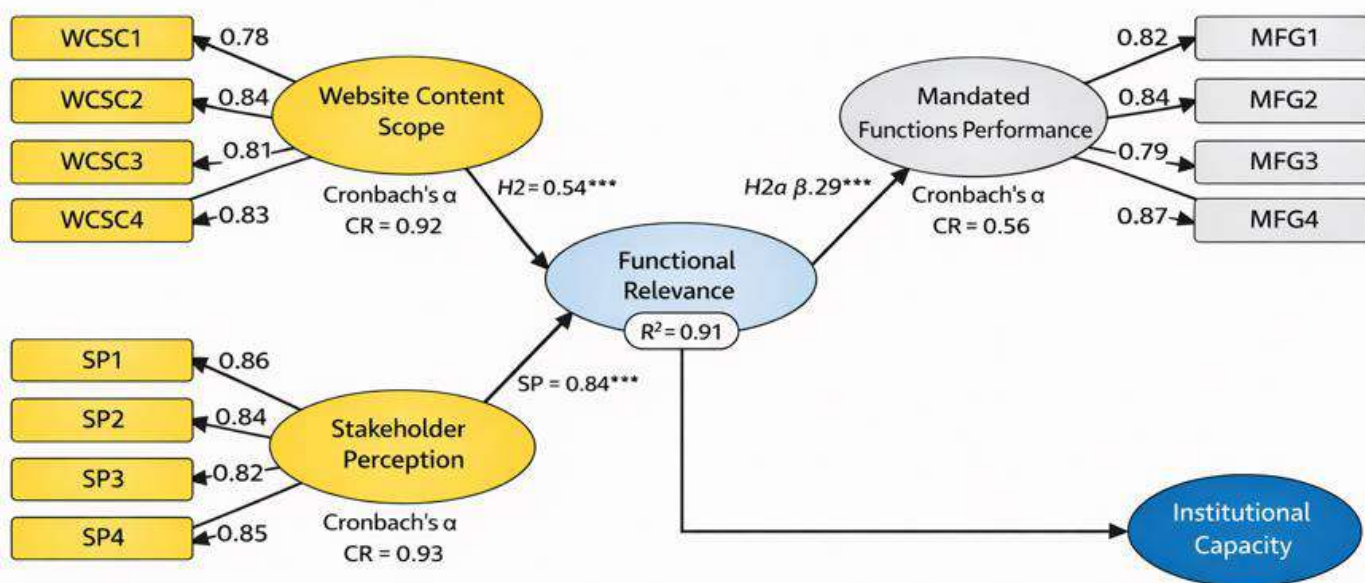 WCSC1
0.78
WCSC2
0.84
WCSC3
0.81
WCSC4
0.83
Website Content
Scope
Cronbach's α
CR = 0.92
H2 = 0.54***
Mandated
Functions Performance
Cronbach's α
CR = 0.56
H2a β.29***
0.82
MFG1
0.84
MFG2
0.79
MFG3
0.87
MFG4
Functional
Relevance
R² = 0.91
SP1
0.86
SP2
0.84
SP3
0.82
SP4
0.85
Stakeholder
Perception
Cronbach's α
CR = 0.93
SP = 0.84***
Institutional
Capacity